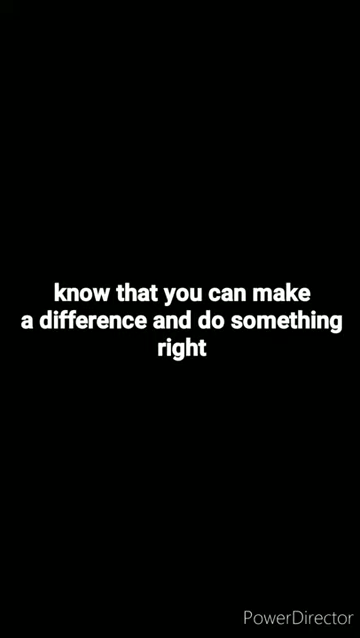 know that you can make
a difference and do something
right
PowerDirector